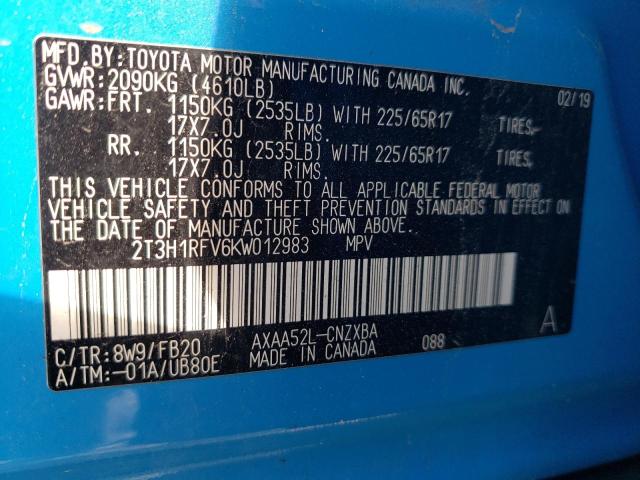 MFD.BY:TOYOTA MOTOR MANUFACTURING CANADA INC.
GVWR:2090KG (4610LB) 02/19
GAWR:FRT. 1150KG (2535LB) WITH 225/65R17 TIRES,
17X7.0J RIMS.
RR. 1150KG (2535LB) WITH 225/65R17 TIRES,
17X7.0J RIMS.
THIS VEHICLE CONFORMS TO ALL APPLICABLE FEDERAL MOTOR
VEHICLE SAFETY AND THEFT PREVENTION STANDARDS IN EFFECT ON
THE DATE OF MANUFACTURE SHOWN ABOVE.
2T3H1RFV6KW012983 MPV
AXAA52L-CNZXBA A
C/TR:8W9/FB20 MADE IN CANADA 088
A/TM:-01A/UB80E